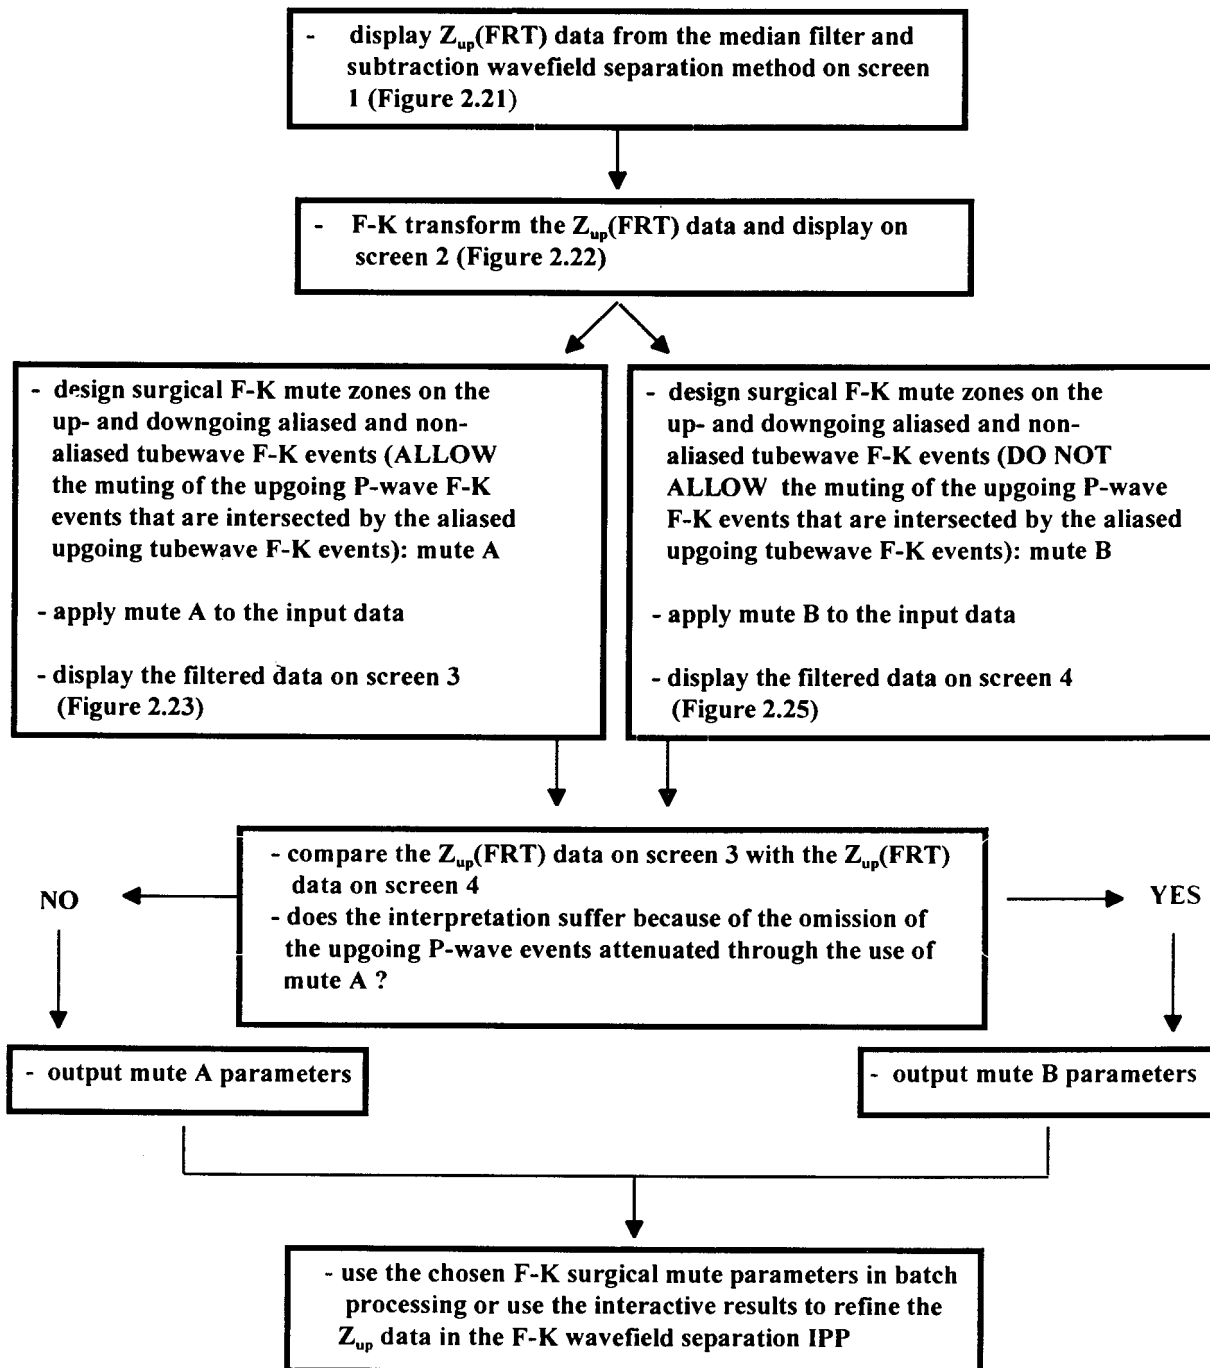 - display Zup(FRT) data from the median filter and
subtraction wavefield separation method on screen
1 (Figure 2.21)
- F-K transform the Zup(FRT) data and display on
screen 2 (Figure 2.22)
- design surgical F-K mute zones on the
up- and downgoing aliased and non-
aliased tubewave F-K events (ALLOW
the muting of the upgoing P-wave F-K
events that are intersected by the aliased
upgoing tubewave F-K events): mute A
- apply mute A to the input data
- display the filtered data on screen 3
(Figure 2.23)
- design surgical F-K mute zones on the
up- and downgoing aliased and non-
aliased tubewave F-K events (DO NOT
ALLOW the muting of the upgoing P-wave
F-K events that are intersected by the aliased
upgoing tubewave F-K events): mute B
- apply mute B to the input data
- display the filtered data on screen 4
(Figure 2.25)
- compare the Zup(FRT) data on screen 3 with the Zup(FRT)
data on screen 4
- does the interpretation suffer because of the omission of
the upgoing P-wave events attenuated through the use of
mute A ?
NO
YES
- output mute A parameters
- output mute B parameters
- use the chosen F-K surgical mute parameters in batch
processing or use the interactive results to refine the
Zup data in the F-K wavefield separation IPP